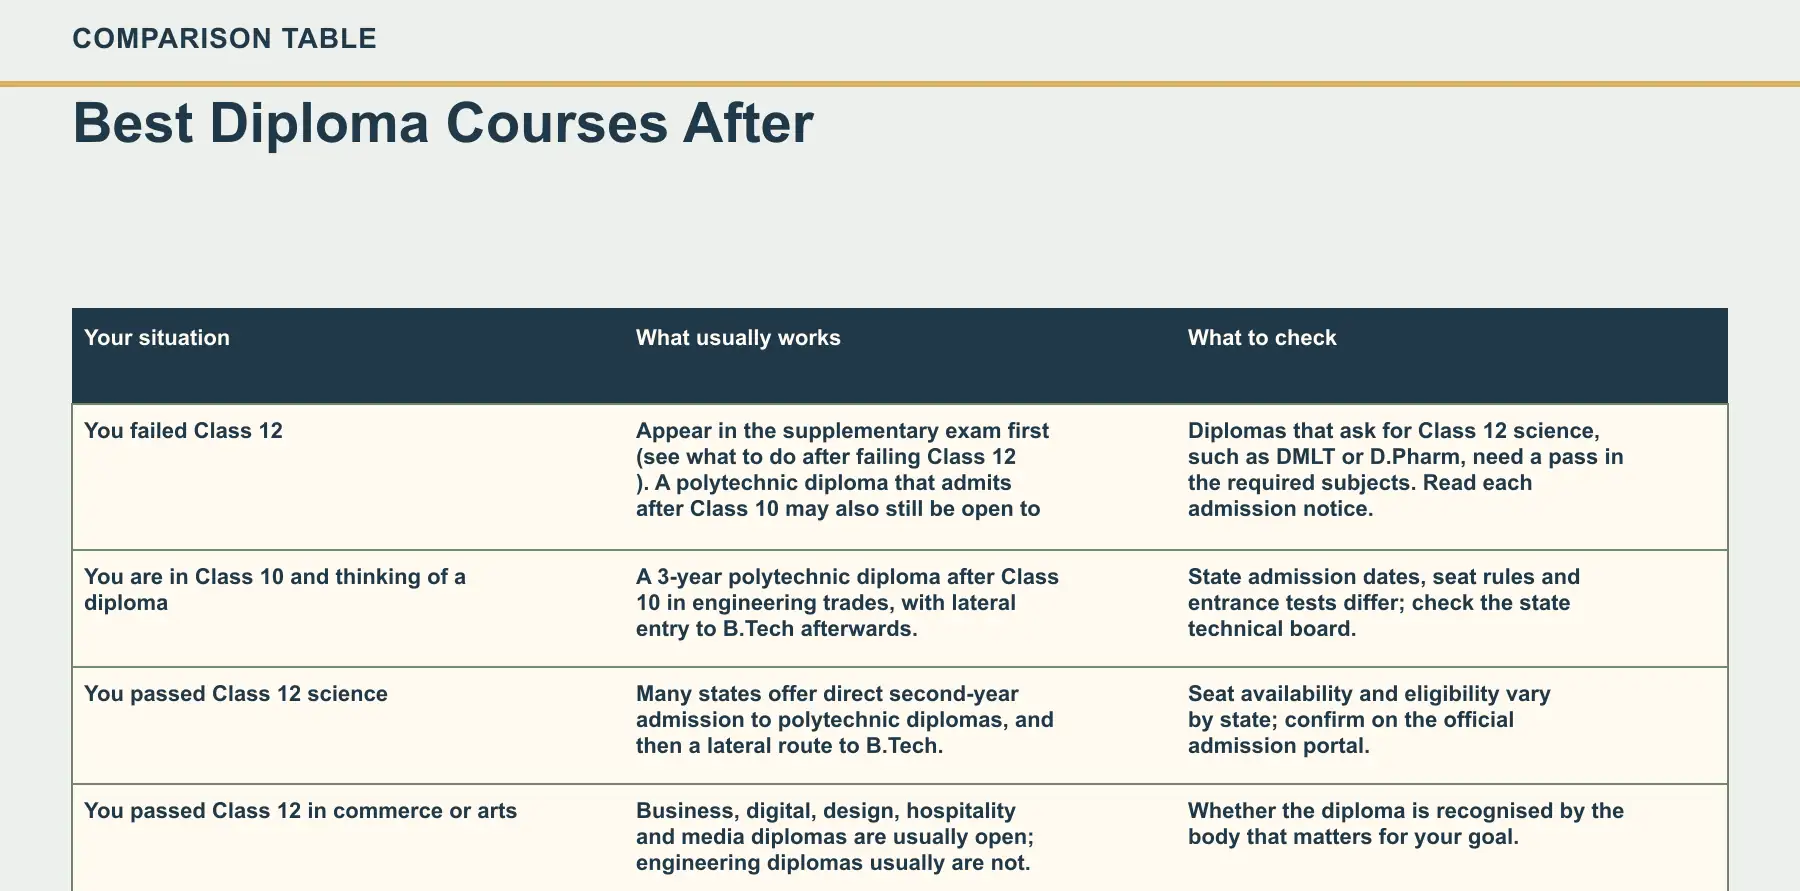 COMPARISON TABLE
Best Diploma Courses After
Your situation
What usually works
What to check
You failed Class 12
Appear in the supplementary exam first
(see what to do after failing Class 12
). A polytechnic diploma that admits
after Class 10 may also still be open to
Diplomas that ask for Class 12 science,
such as DMLT or D.Pharm, need a pass in
the required subjects. Read each
admission notice.
You are in Class 10 and thinking of a
diploma
A 3-year polytechnic diploma after Class
10 in engineering trades, with lateral
entry to B.Tech afterwards.
State admission dates, seat rules and
entrance tests differ; check the state
technical board.
You passed Class 12 science
Many states offer direct second-year
admission to polytechnic diplomas, and
then a lateral route to B.Tech.
Seat availability and eligibility vary
by state; confirm on the official
admission portal.
You passed Class 12 in commerce or arts
Business, digital, design, hospitality
and media diplomas are usually open;
engineering diplomas usually are not.
Whether the diploma is recognised by the
body that matters for your goal.